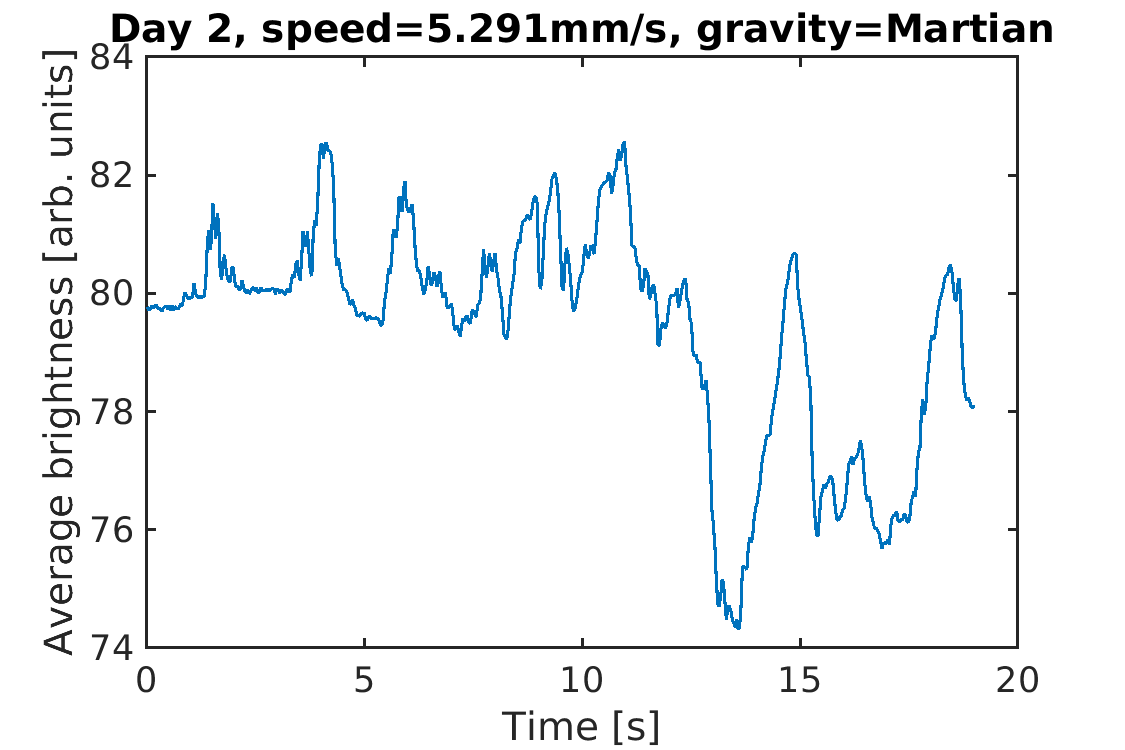 Day 2, speed=5.291mm/s, gravity=Martian
Average brightness [arb. units]
84
82
80
78
76
74
0 5 10 15 20
Time [s]